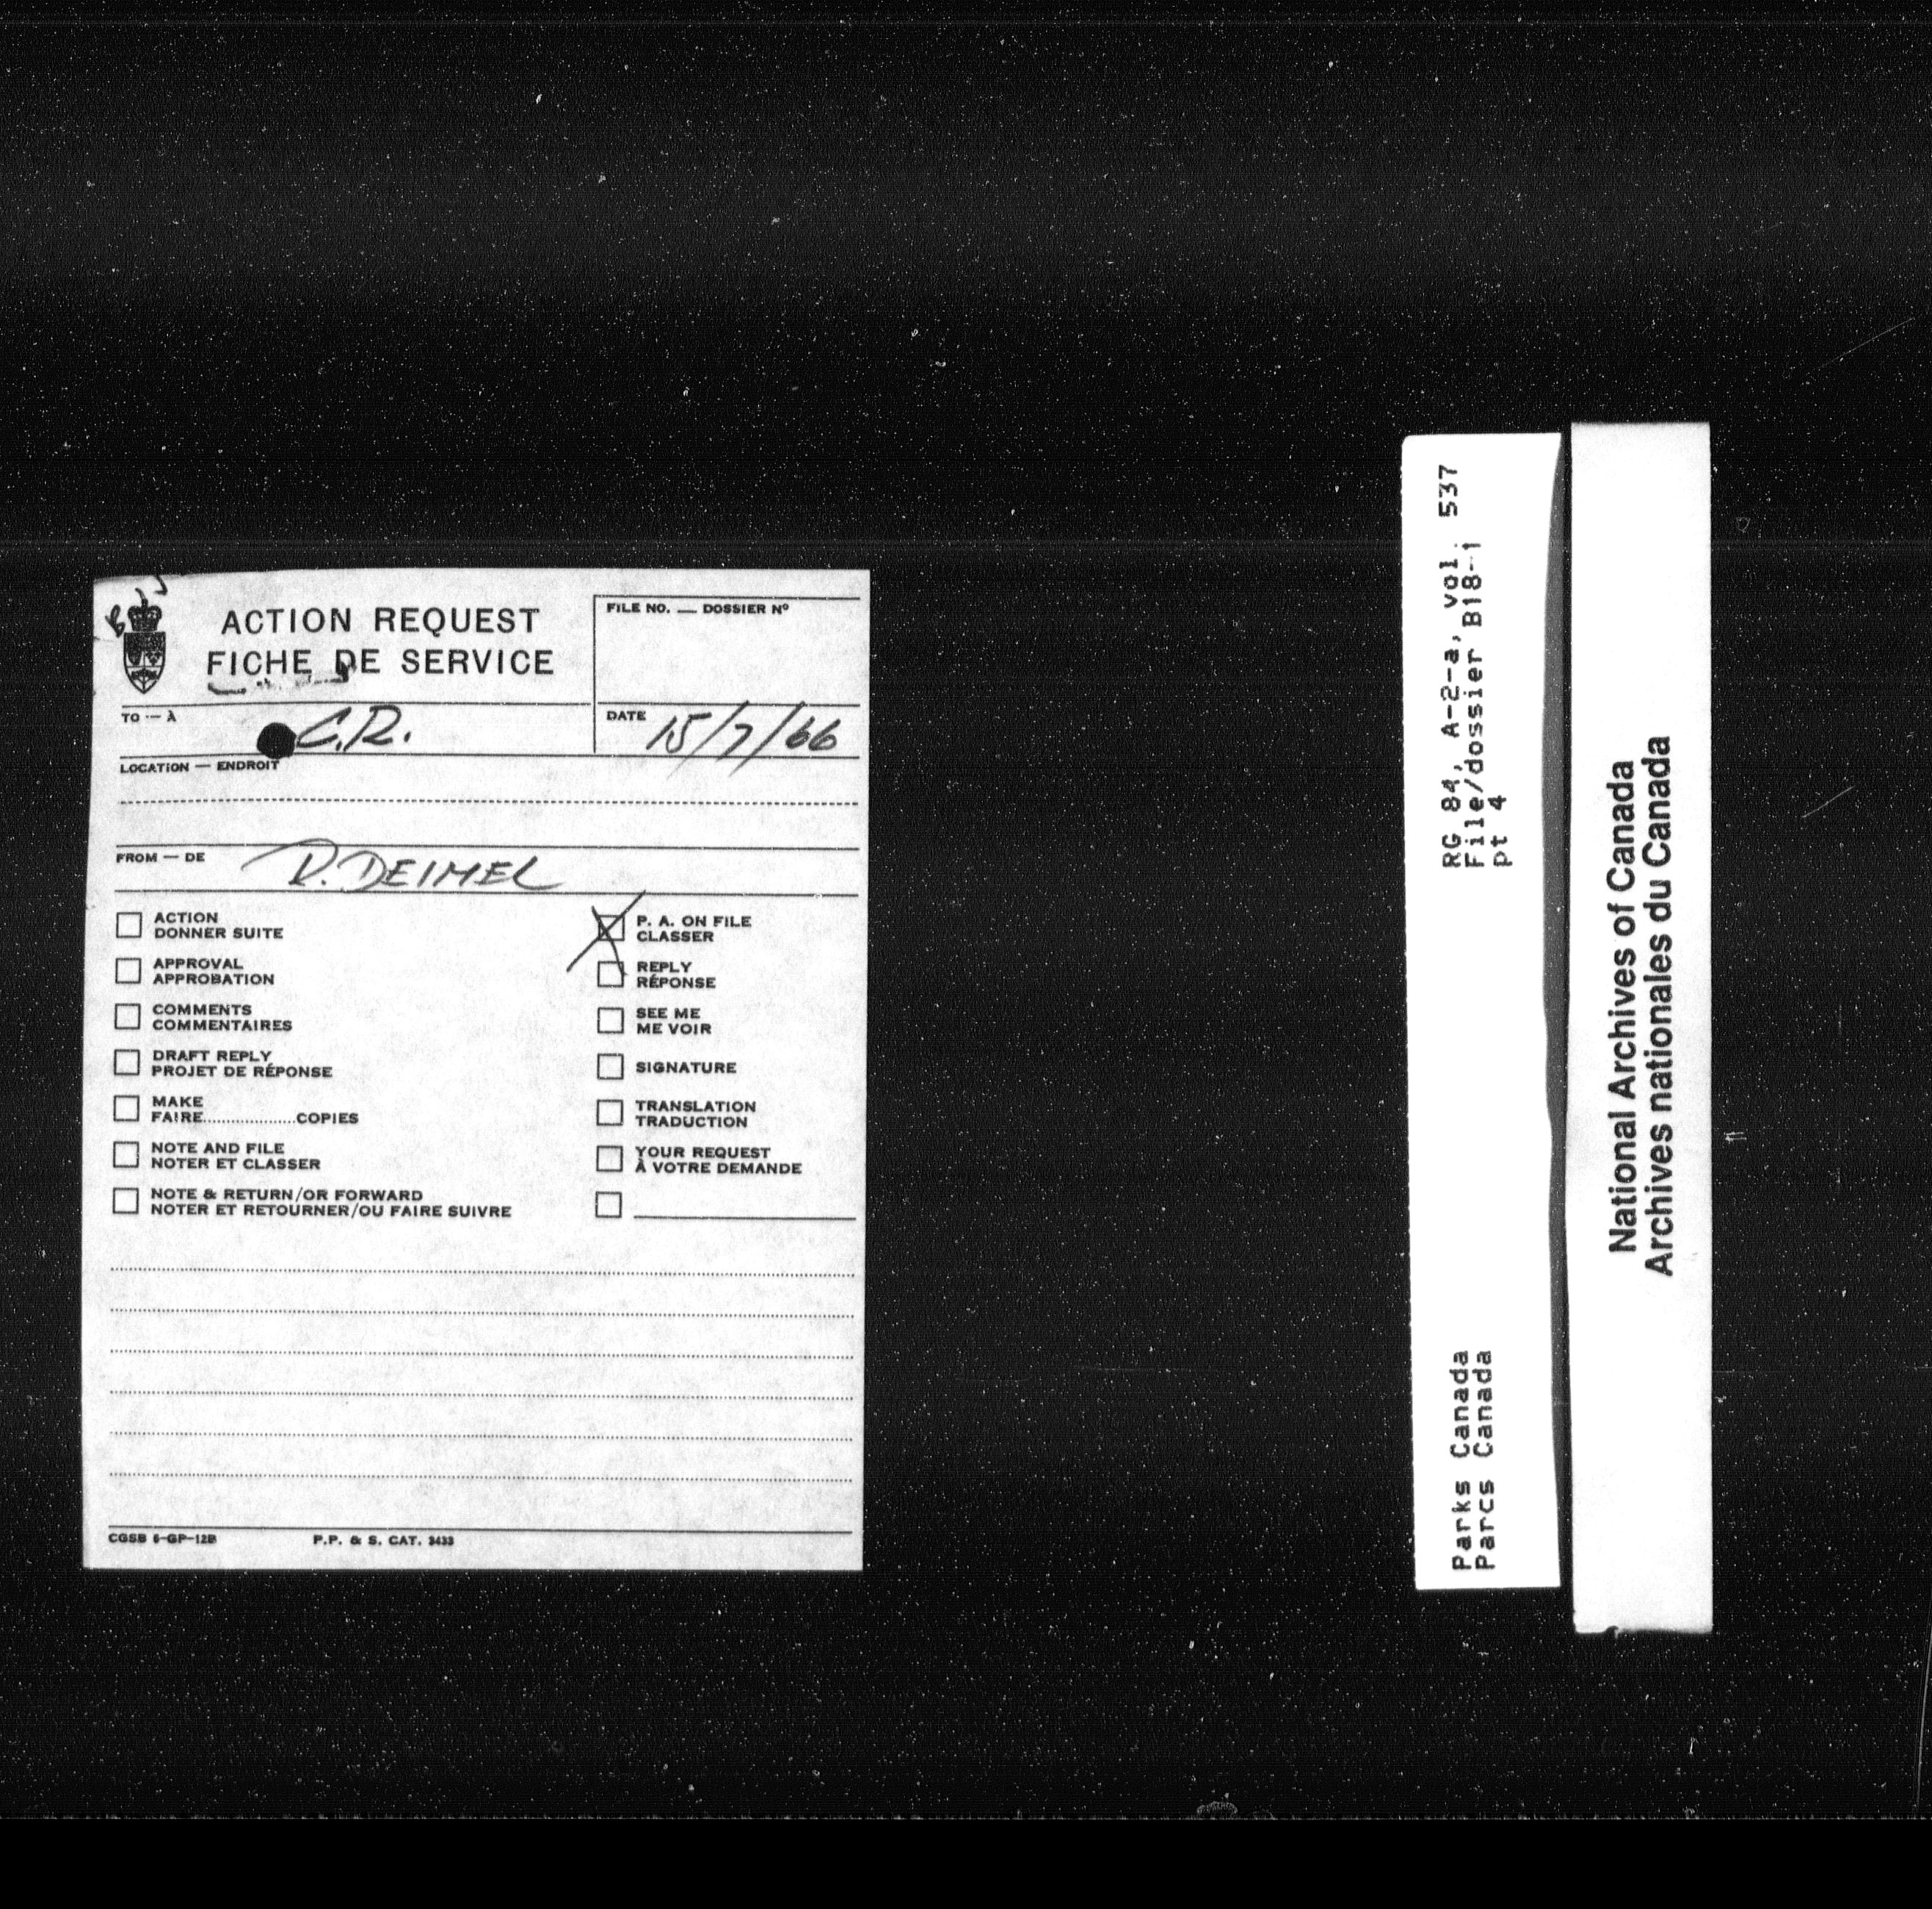 ACTION REQUEST
FICHE DE SERVICE
FILE NO. — DOSSIER Nº
TO — À C.R.
DATE 15/7/66
LOCATION — ENDROIT
FROM — DE R. DEIMEL
ACTION
DONNER SUITE
APPROVAL
APPROBATION
COMMENTS
COMMENTAIRES
DRAFT REPLY
PROJET DE RÉPONSE
MAKE
FAIRE....................COPIES
NOTE AND FILE
NOTER ET CLASSER
NOTE & RETURN/OR FORWARD
NOTER ET RETOURNER/OU FAIRE SUIVRE
P. A. ON FILE
CLASSER
REPLY
RÉPONSE
SEE ME
ME VOIR
SIGNATURE
TRANSLATION
TRADUCTION
YOUR REQUEST
À VOTRE DEMANDE
CGSB 6-GP-12B P.P. & S. CAT. 3433
Parks Canada RG 84, A-2-a, vol. 537
Parcs Canada File/dossier B18-1
pt 4
National Archives of Canada
Archives nationales du Canada